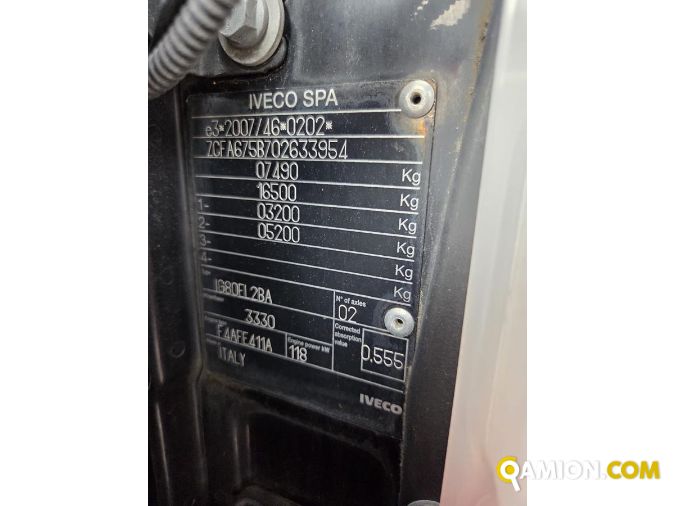 IVECO SPA
e3*2007/46*0202*
ZCFA675B702633954
07490 Kg
16500 Kg
1- 03200 Kg
2- 05200 Kg
3- Kg
4- Kg
Type
IG80EL2BA
N° of axles
02
3330
Corrected absorption value
0.555
F4AFE411A
Engine power kW
118
ITALY
IVECO
QAMION.COM